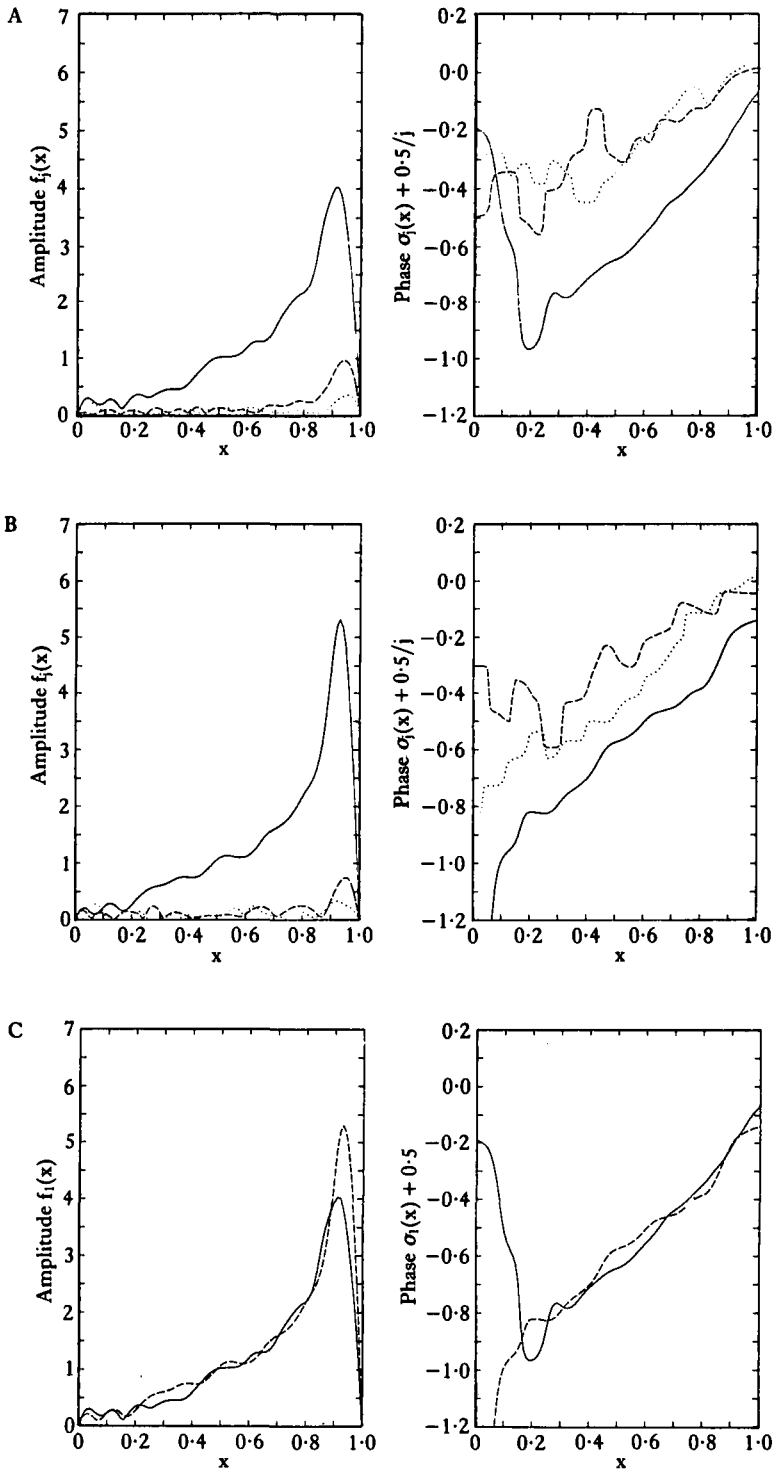 A
7
6
5
4
3
2
1
0
Amplitude fj(x)
0 0·2 0·4 0·6 0·8 1·0
x
0·2
0·0
−0·2
−0·4
−0·6
−0·8
−1·0
−1·2
Phase σj(x) + 0·5/j
0 0·2 0·4 0·6 0·8 1·0
x
B
7
6
5
4
3
2
1
0
Amplitude fj(x)
0 0·2 0·4 0·6 0·8 1·0
x
0·2
0·0
−0·2
−0·4
−0·6
−0·8
−1·0
−1·2
Phase σj(x) + 0·5/j
0 0·2 0·4 0·6 0·8 1·0
x
C
7
6
5
4
3
2
1
0
Amplitude f1(x)
0 0·2 0·4 0·6 0·8 1·0
x
0·2
0·0
−0·2
−0·4
−0·6
−0·8
−1·0
−1·2
Phase σ1(x) + 0·5
0 0·2 0·4 0·6 0·8 1·0
x